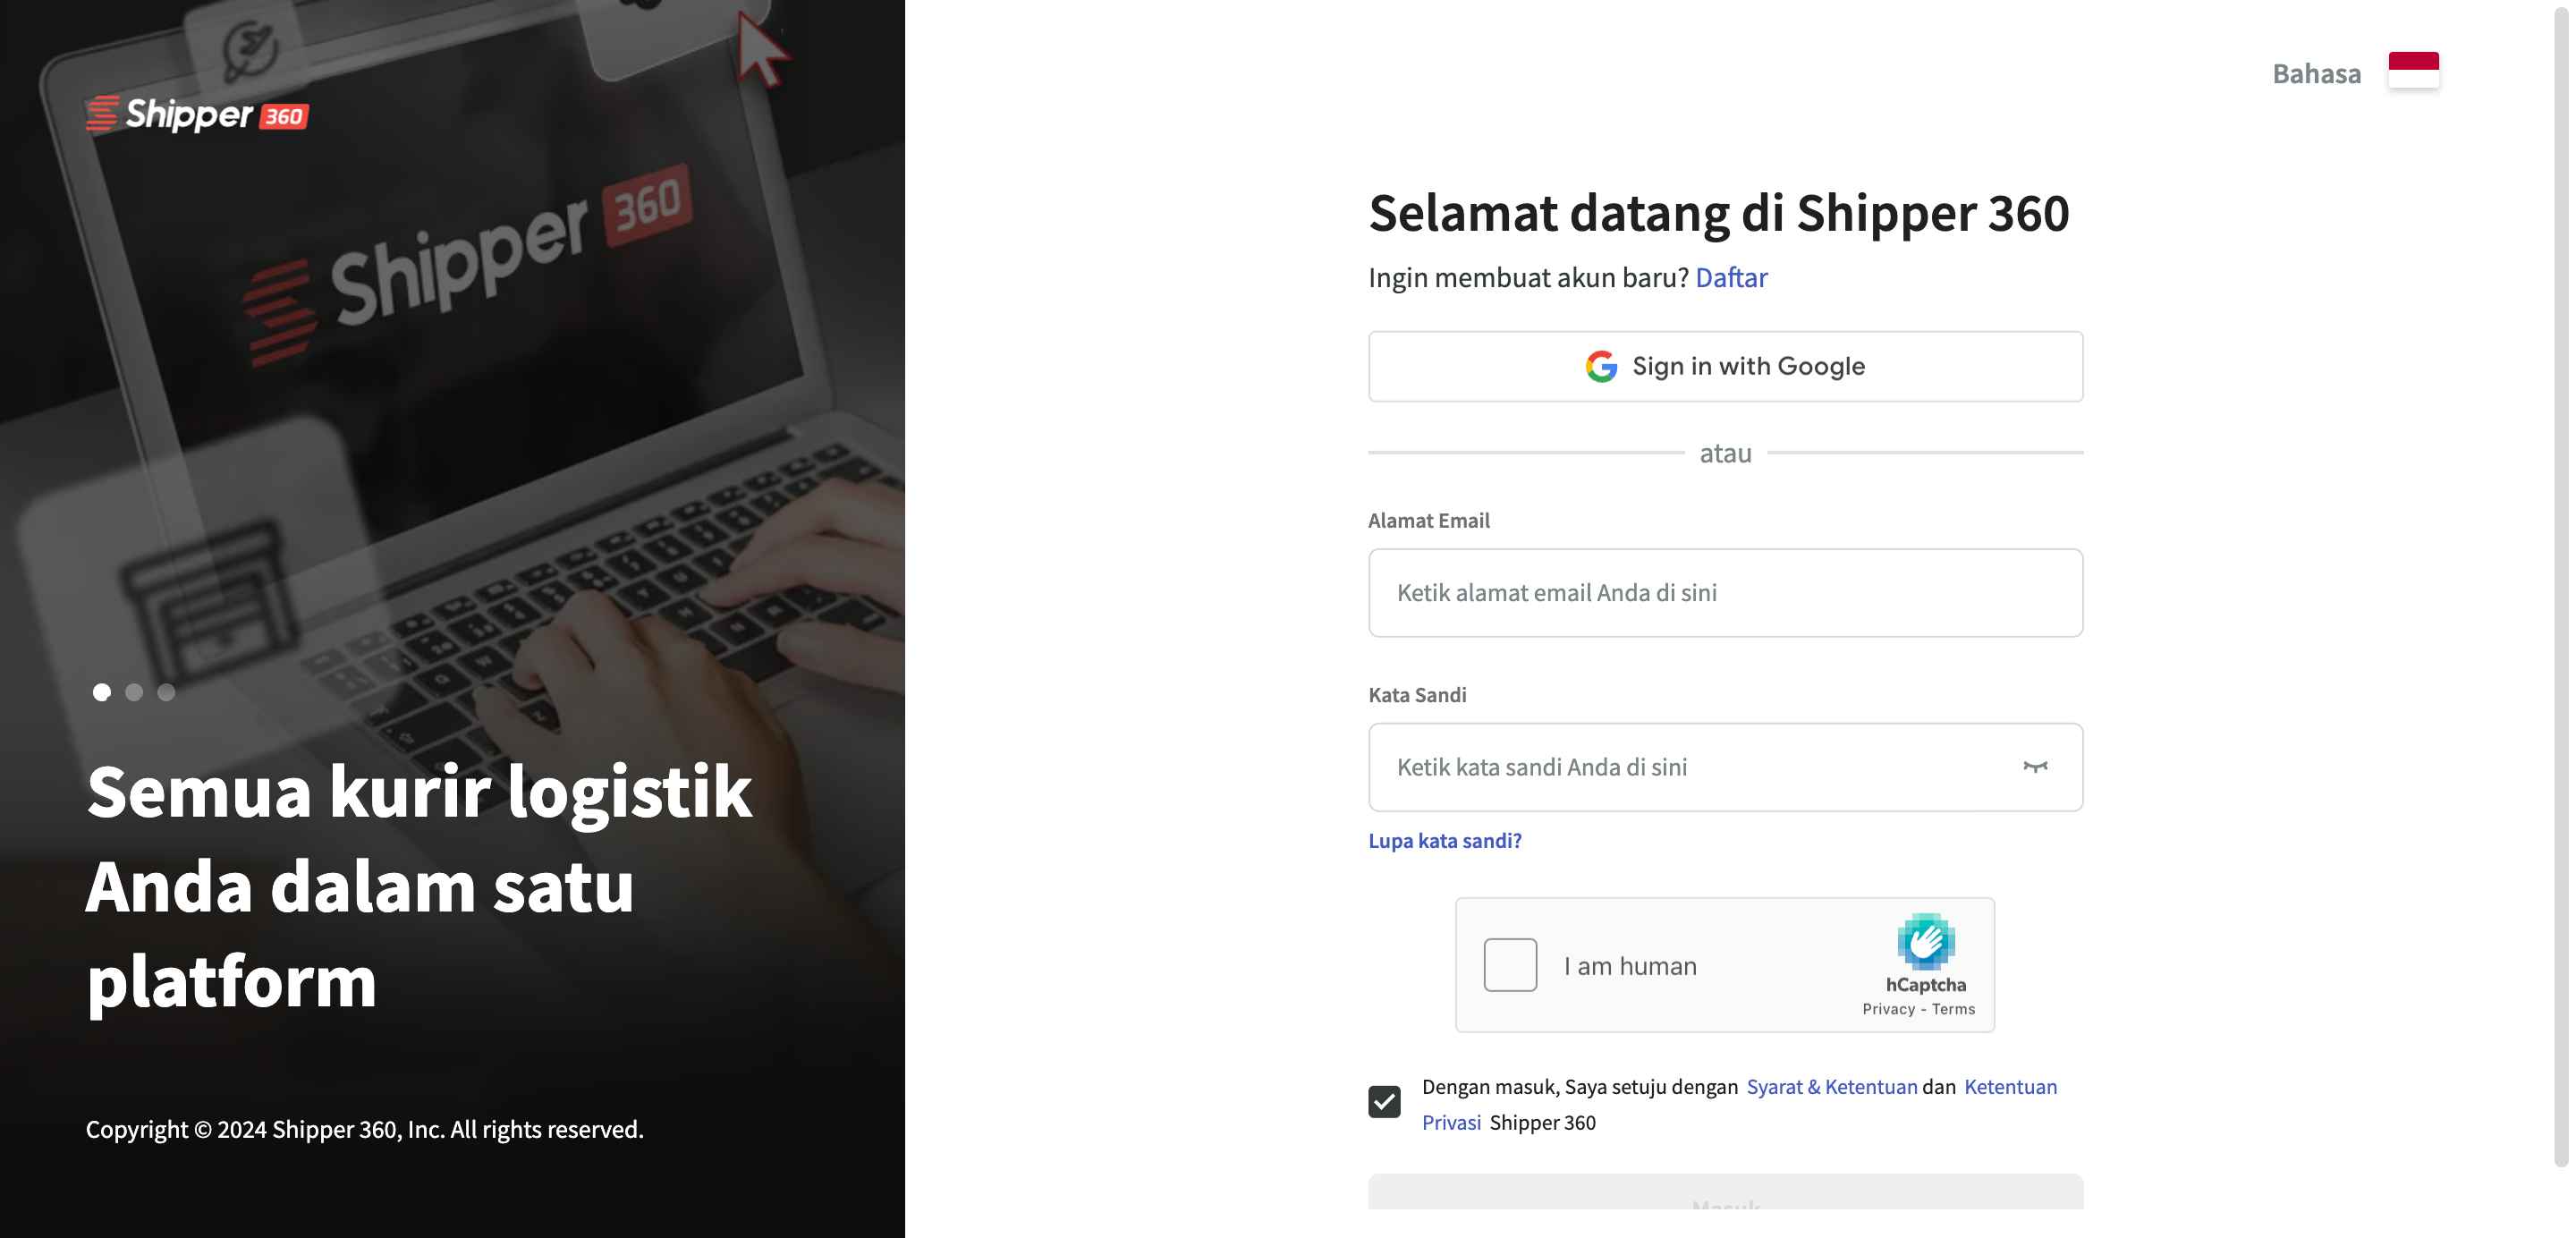 Shipper 360
Shipper 360
Semua kurir logistik
Anda dalam satu
platform
Copyright © 2024 Shipper 360, Inc. All rights reserved.
Bahasa
Selamat datang di Shipper 360
Ingin membuat akun baru? Daftar
Sign in with Google
atau
Alamat Email
Ketik alamat email Anda di sini
Kata Sandi
Ketik kata sandi Anda di sini
Lupa kata sandi?
I am human
hCaptcha
Privacy - Terms
Dengan masuk, Saya setuju dengan Syarat & Ketentuan dan Ketentuan
Privasi Shipper 360
Masuk